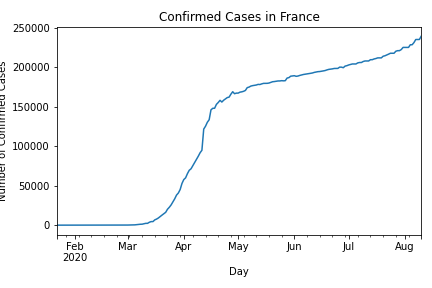 Confirmed Cases in France
250000
200000
150000
100000
50000
0
Number of Confirmed Cases
Feb
2020
Mar
Apr
May
Jun
Jul
Aug
Day